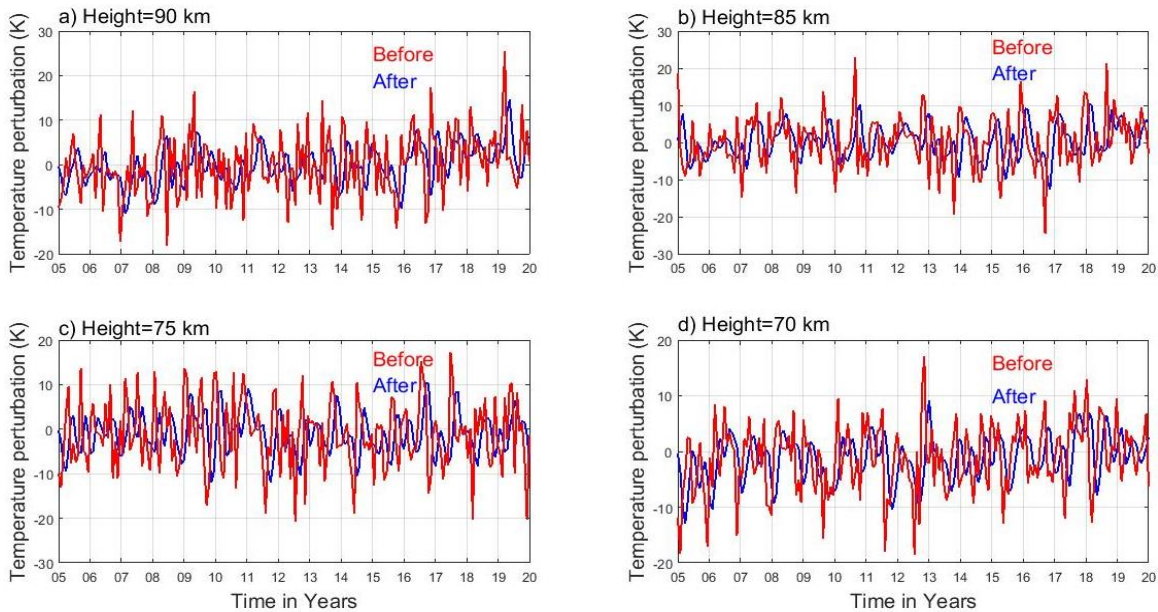 a) Height=90 km
Temperature perturbation (K)
30
20
10
0
-10
-20
Before
After
05 06 07 08 09 10 11 12 13 14 15 16 17 18 19 20
b) Height=85 km
Temperature perturbation (K)
30
20
10
0
-10
-20
-30
Before
After
05 06 07 08 09 10 11 12 13 14 15 16 17 18 19 20
c) Height=75 km
Temperature perturbation (K)
20
10
0
-10
-20
-30
Before
After
05 06 07 08 09 10 11 12 13 14 15 16 17 18 19 20
Time in Years
d) Height=70 km
Temperature perturbation (K)
20
10
0
-10
-20
Before
After
05 06 07 08 09 10 11 12 13 14 15 16 17 18 19 20
Time in Years